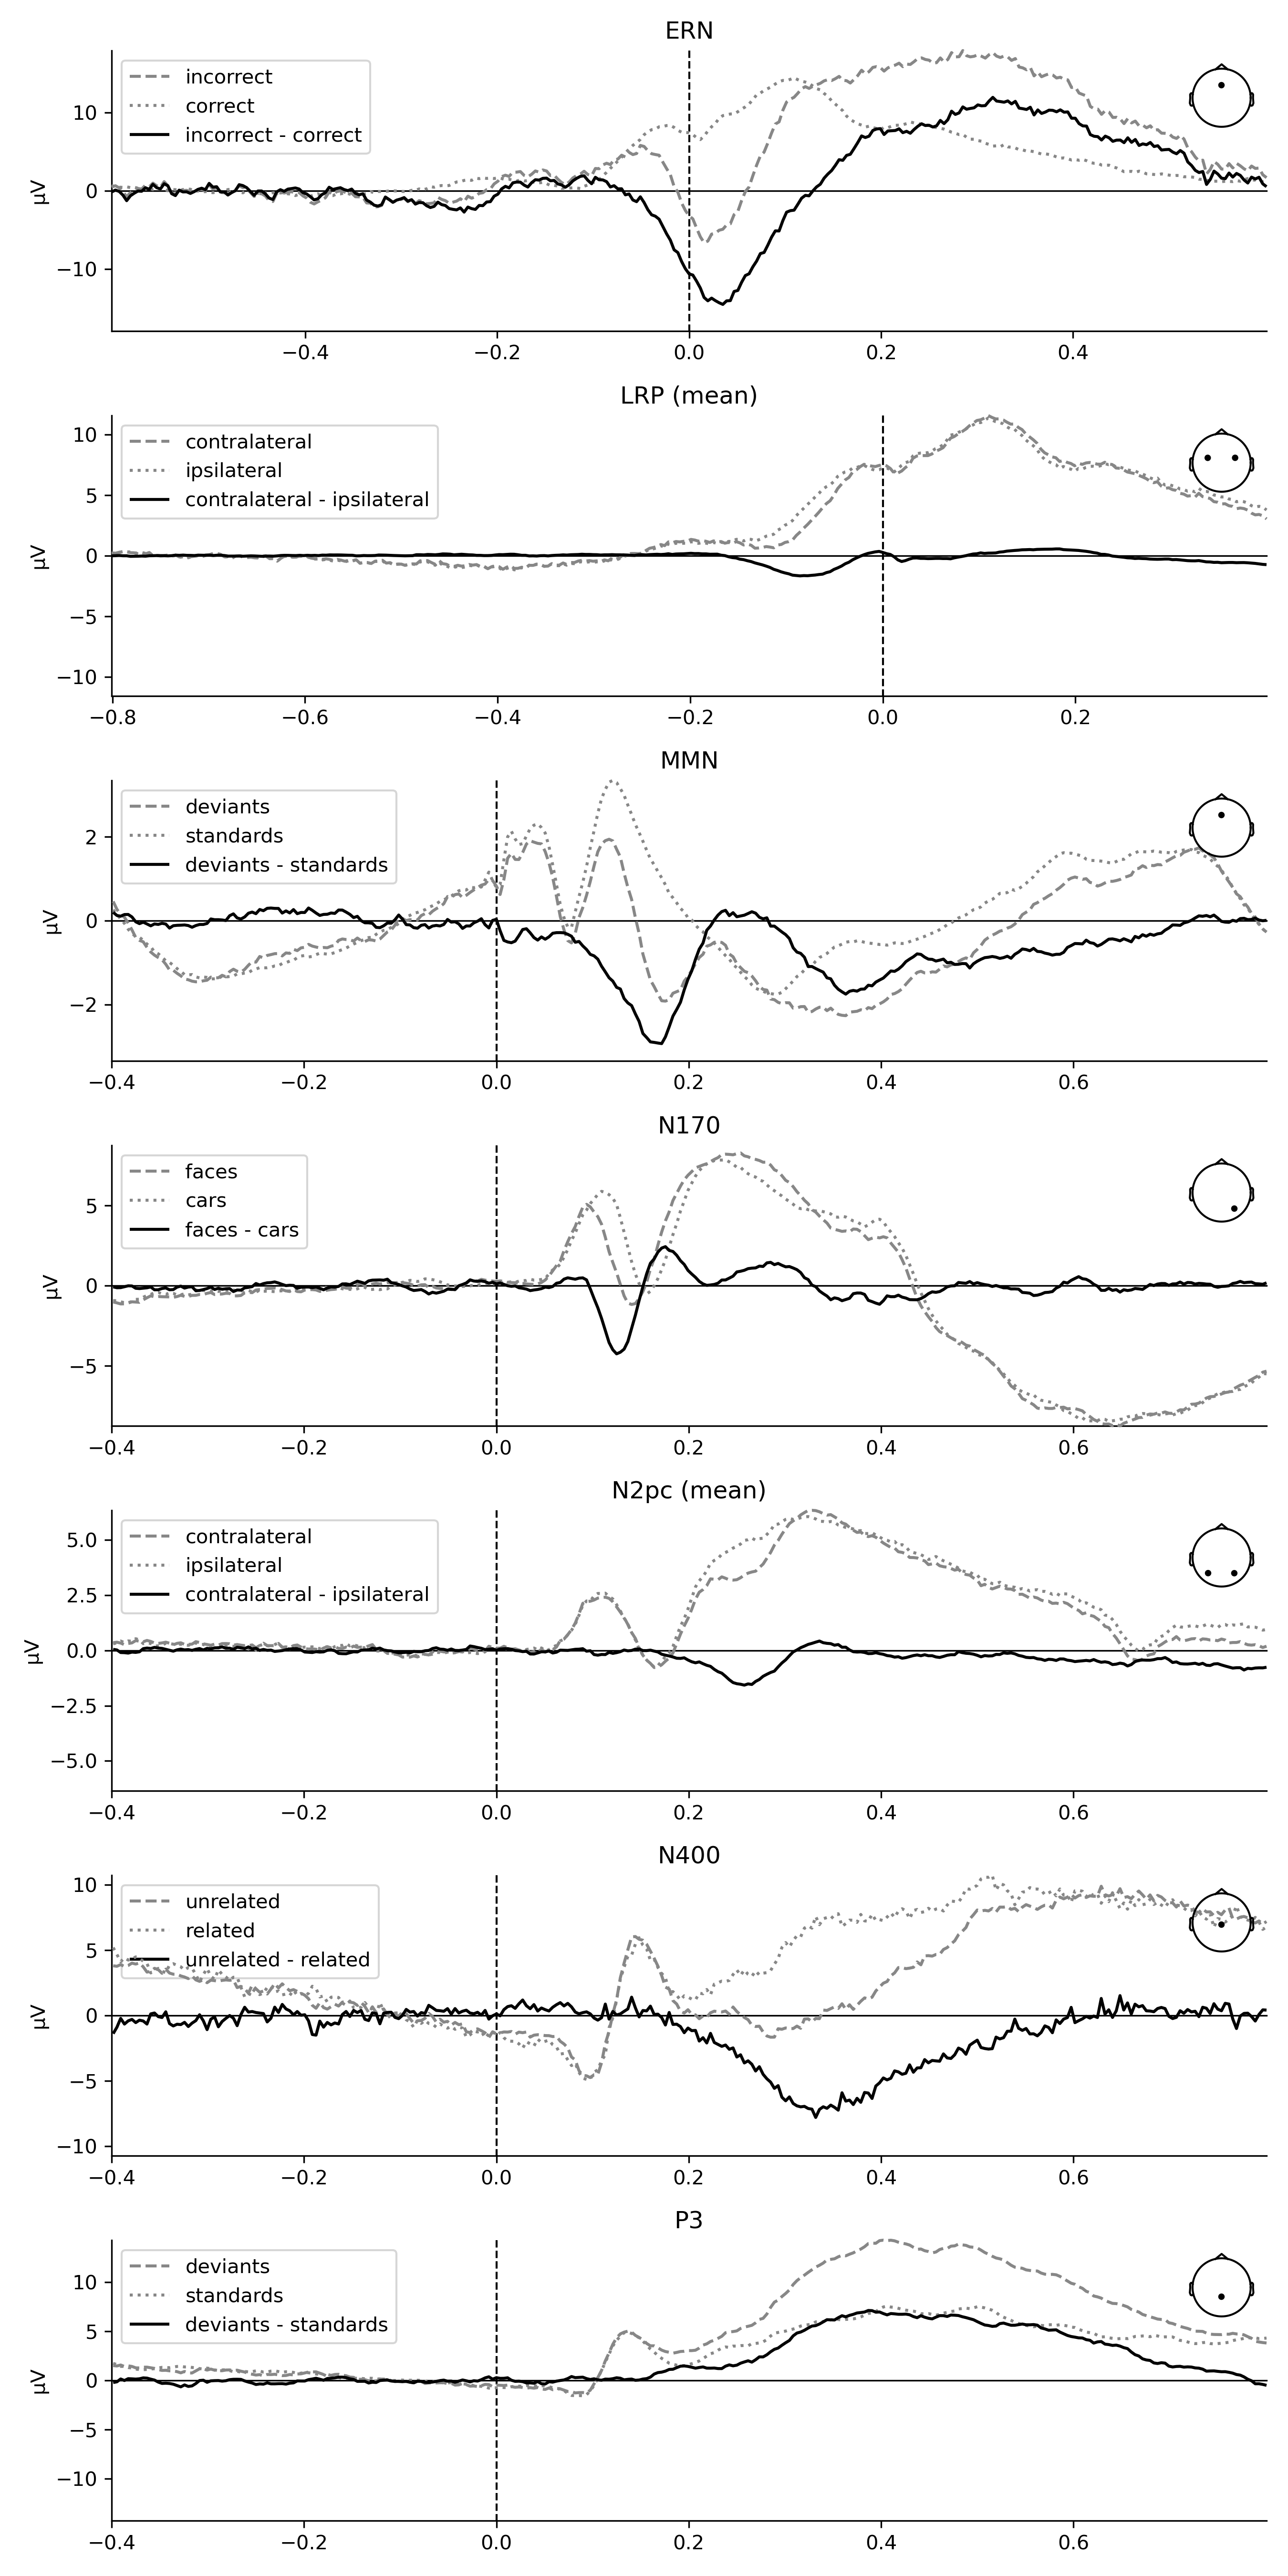 ERN
incorrect
correct
incorrect - correct
10
0
−10
µV
−0.4 −0.2 0.0 0.2 0.4
LRP (mean)
contralateral
ipsilateral
contralateral - ipsilateral
10
5
0
−5
−10
µV
−0.8 −0.6 −0.4 −0.2 0.0 0.2
MMN
deviants
standards
deviants - standards
2
0
−2
µV
−0.4 −0.2 0.0 0.2 0.4 0.6
N170
faces
cars
faces - cars
5
0
−5
µV
−0.4 −0.2 0.0 0.2 0.4 0.6
N2pc (mean)
contralateral
ipsilateral
contralateral - ipsilateral
5.0
2.5
0.0
−2.5
−5.0
µV
−0.4 −0.2 0.0 0.2 0.4 0.6
N400
unrelated
related
unrelated - related
10
5
0
−5
−10
µV
−0.4 −0.2 0.0 0.2 0.4 0.6
P3
deviants
standards
deviants - standards
10
5
0
−5
−10
µV
−0.4 −0.2 0.0 0.2 0.4 0.6